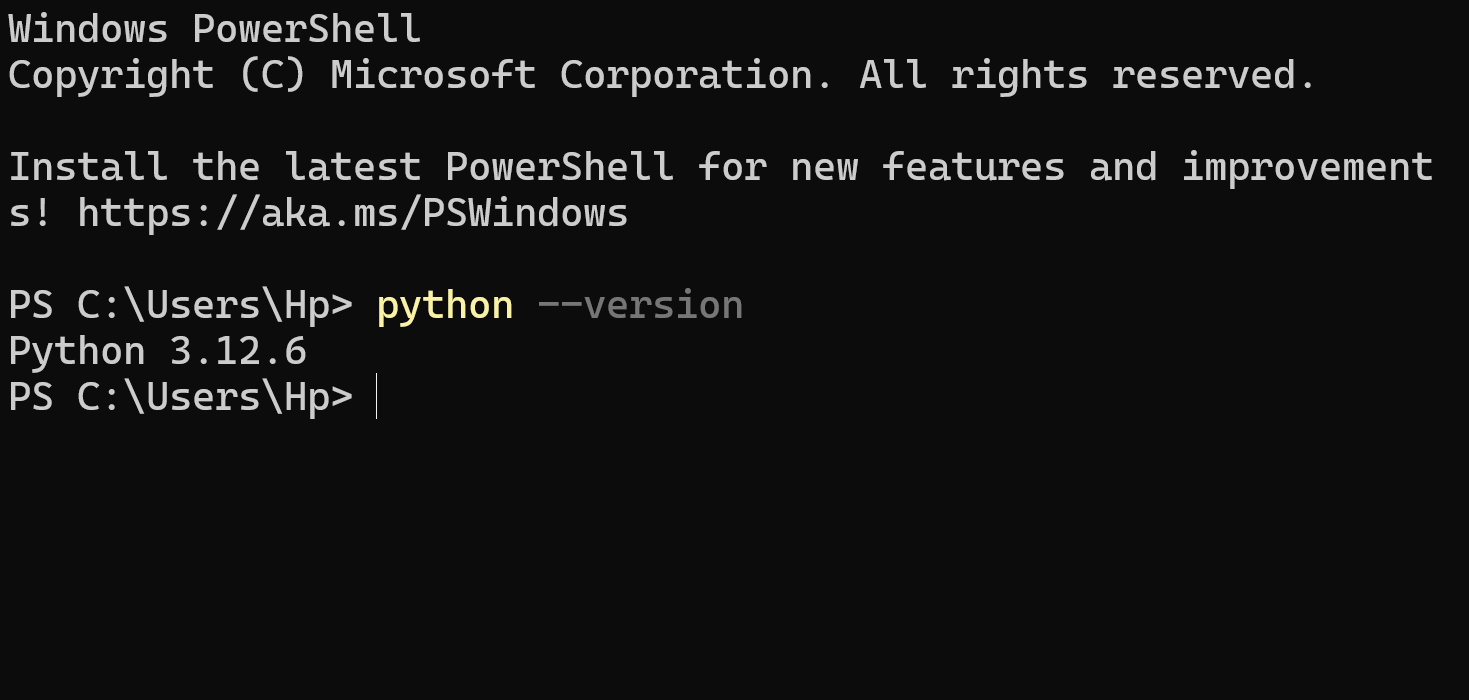 Windows PowerShell
Copyright (C) Microsoft Corporation. All rights reserved.
Install the latest PowerShell for new features and improvement
s! https://aka.ms/PSWindows
PS C:\Users\Hp> python --version
Python 3.12.6
PS C:\Users\Hp>